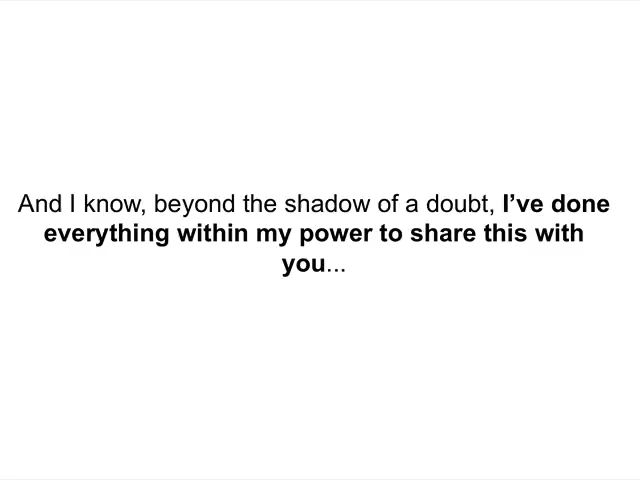 And I know, beyond the shadow of a doubt, I’ve done
everything within my power to share this with
you...